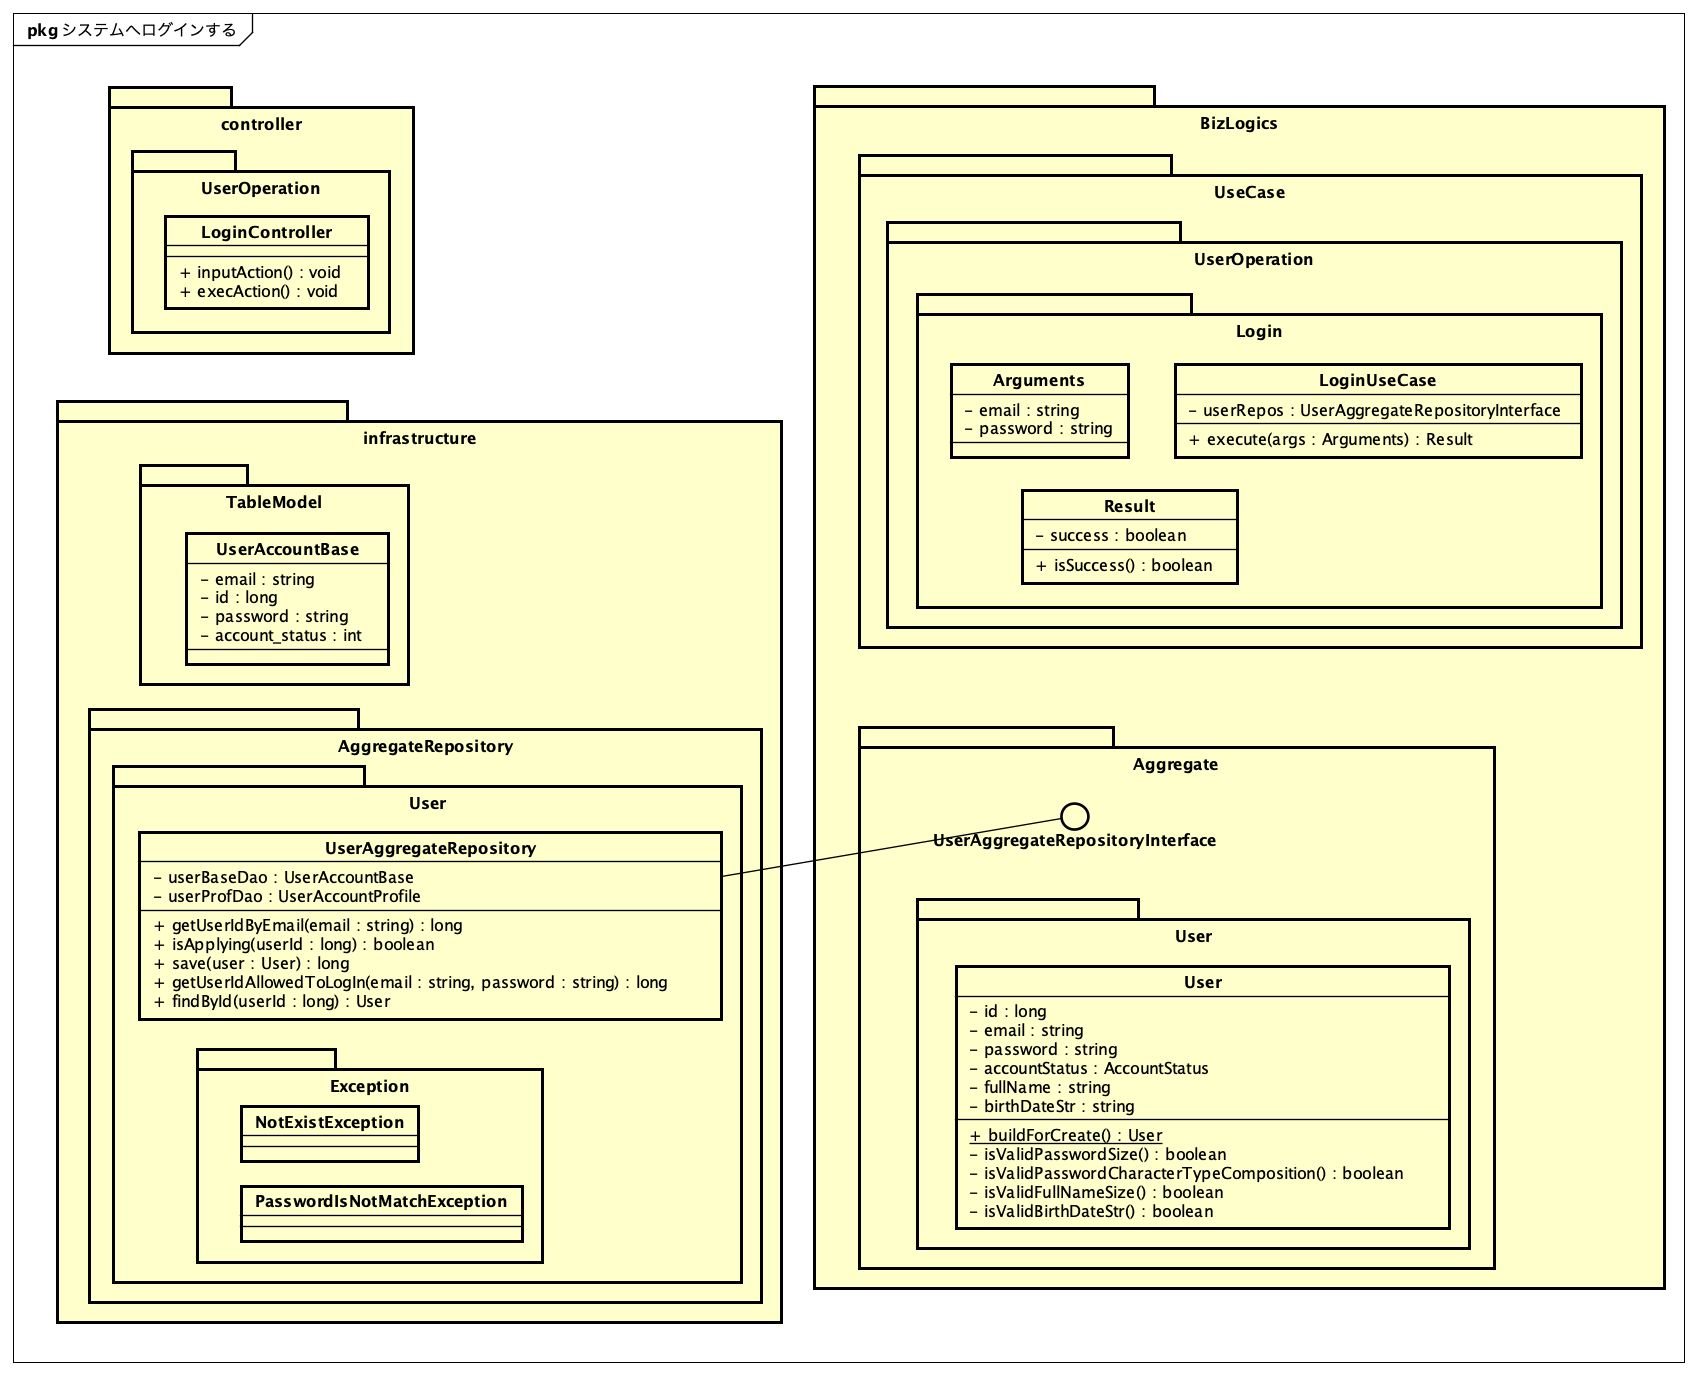 pkg システムへログインする
controller
UserOperation
LoginController
+ inputAction() : void
+ execAction() : void
infrastructure
TableModel
UserAccountBase
- email : string
- id : long
- password : string
- account_status : int
AggregateRepository
User
UserAggregateRepository
- userBaseDao : UserAccountBase
- userProfDao : UserAccountProfile
+ getUserIdByEmail(email : string) : long
+ isApplying(userId : long) : boolean
+ save(user : User) : long
+ getUserIdAllowedToLogIn(email : string, password : string) : long
+ findById(userId : long) : User
Exception
NotExistException
PasswordIsNotMatchException
BizLogics
UseCase
UserOperation
Login
Arguments
- email : string
- password : string
LoginUseCase
- userRepos : UserAggregateRepositoryInterface
+ execute(args : Arguments) : Result
Result
- success : boolean
+ isSuccess() : boolean
Aggregate
UserAggregateRepositoryInterface
User
User
- id : long
- email : string
- password : string
- accountStatus : AccountStatus
- fullName : string
- birthDateStr : string
+ buildForCreate() : User
- isValidPasswordSize() : boolean
- isValidPasswordCharacterTypeComposition() : boolean
- isValidFullNameSize() : boolean
- isValidBirthDateStr() : boolean